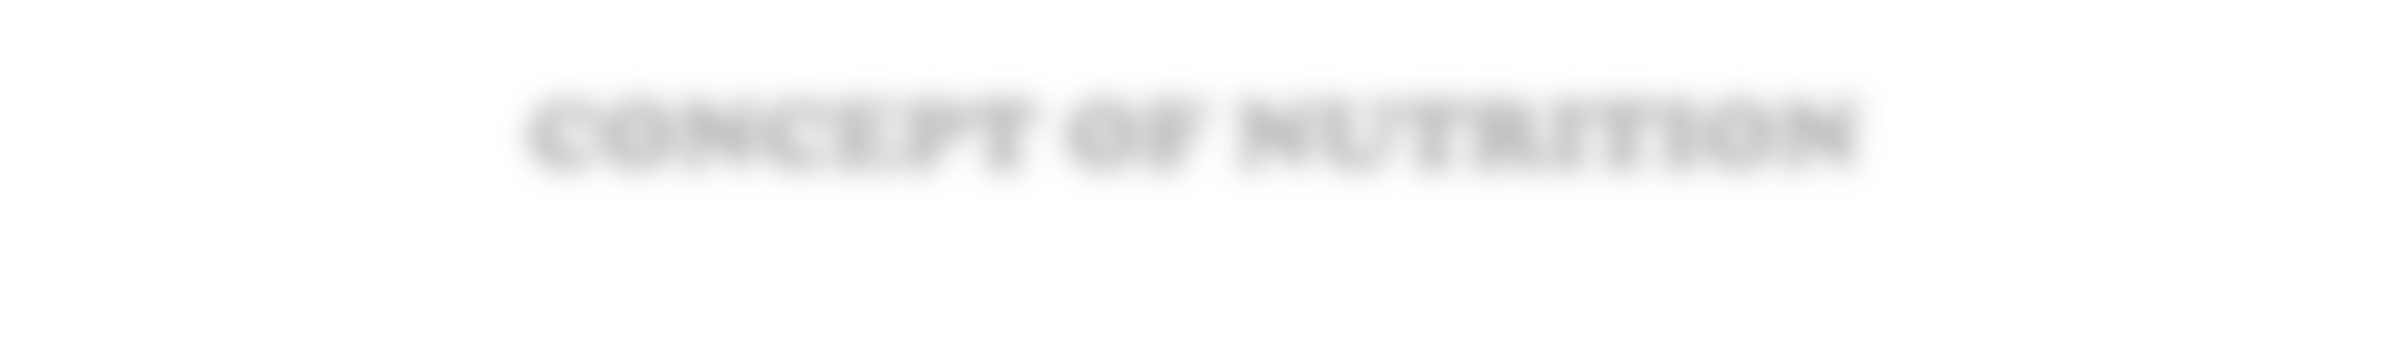 CONCEPT OF NUTRITION